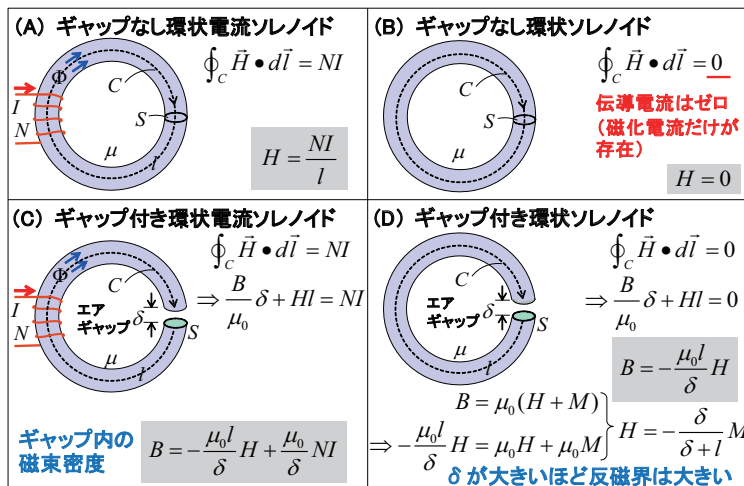 (A) ギャップなし環状電流ソレノイド
Φ
C
∮_C H⃗ • dl⃗ = NI
I
N
S
μ
l
H = NI/l
(B) ギャップなし環状ソレノイド
C
∮_C H⃗ • dl⃗ = 0
伝導電流はゼロ
(磁化電流だけが
存在)
S
μ
H = 0
(C) ギャップ付き環状電流ソレノイド
Φ
C
∮_C H⃗ • dl⃗ = NI
⇒ B/μ₀ δ + Hl = NI
I
N
エア
ギャップ
δ
S
μ
l
ギャップ内の
磁束密度
B = −(μ₀l/δ)H + (μ₀/δ)NI
(D) ギャップ付き環状ソレノイド
C
∮_C H⃗ • dl⃗ = 0
⇒ B/μ₀ δ + Hl = 0
エア
ギャップ
δ
S
μ
l
B = −(μ₀l/δ)H
B = μ₀(H + M)
⇒ −(μ₀l/δ)H = μ₀H + μ₀M
} H = −(δ/(δ + l))M
δが大きいほど反磁界は大きい